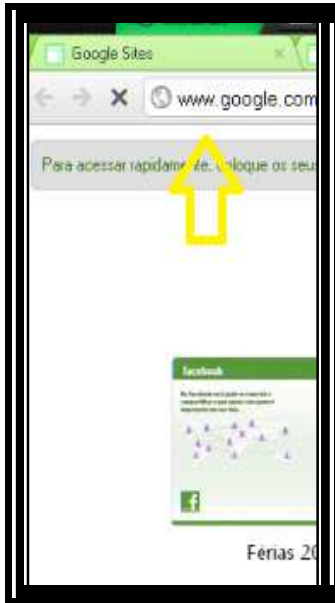 Google Sites
www.google.com
Para acessar rapidamente, coloque os seus
facebook
Férias 20